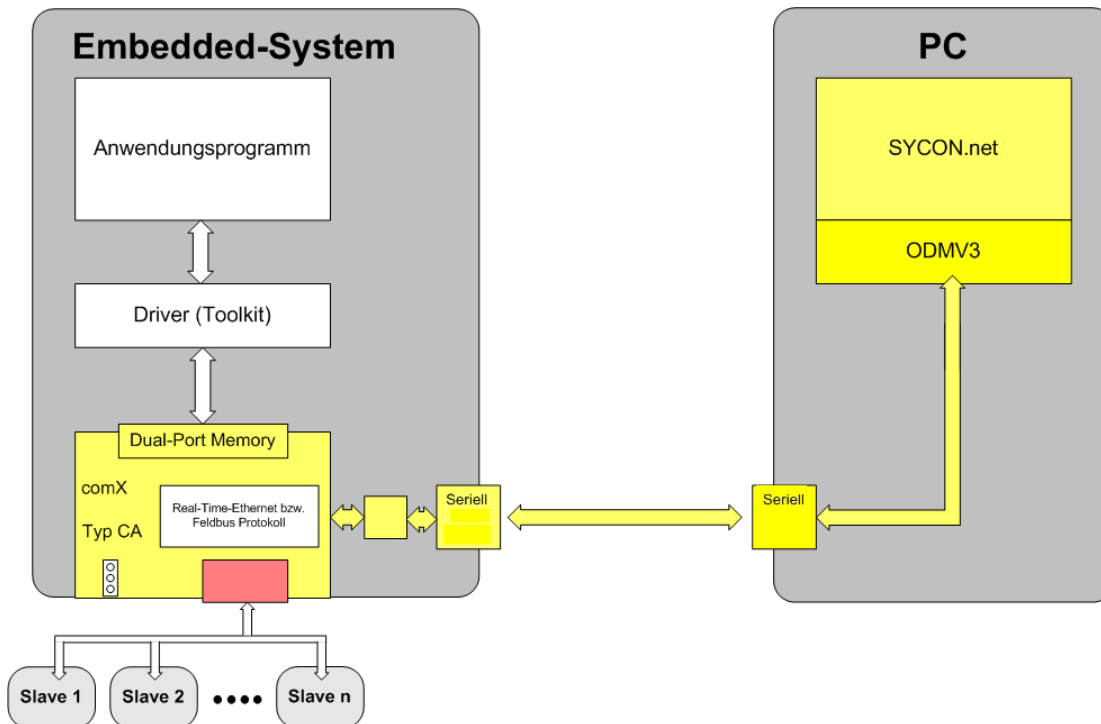 Embedded-System
Anwendungsprogramm
Driver (Toolkit)
Dual-Port Memory
comX
Typ CA
Real-Time-Ethernet bzw.
Feldbus Protokoll
Seriell
Slave 1
Slave 2
Slave n
PC
SYCON.net
ODMV3
Seriell